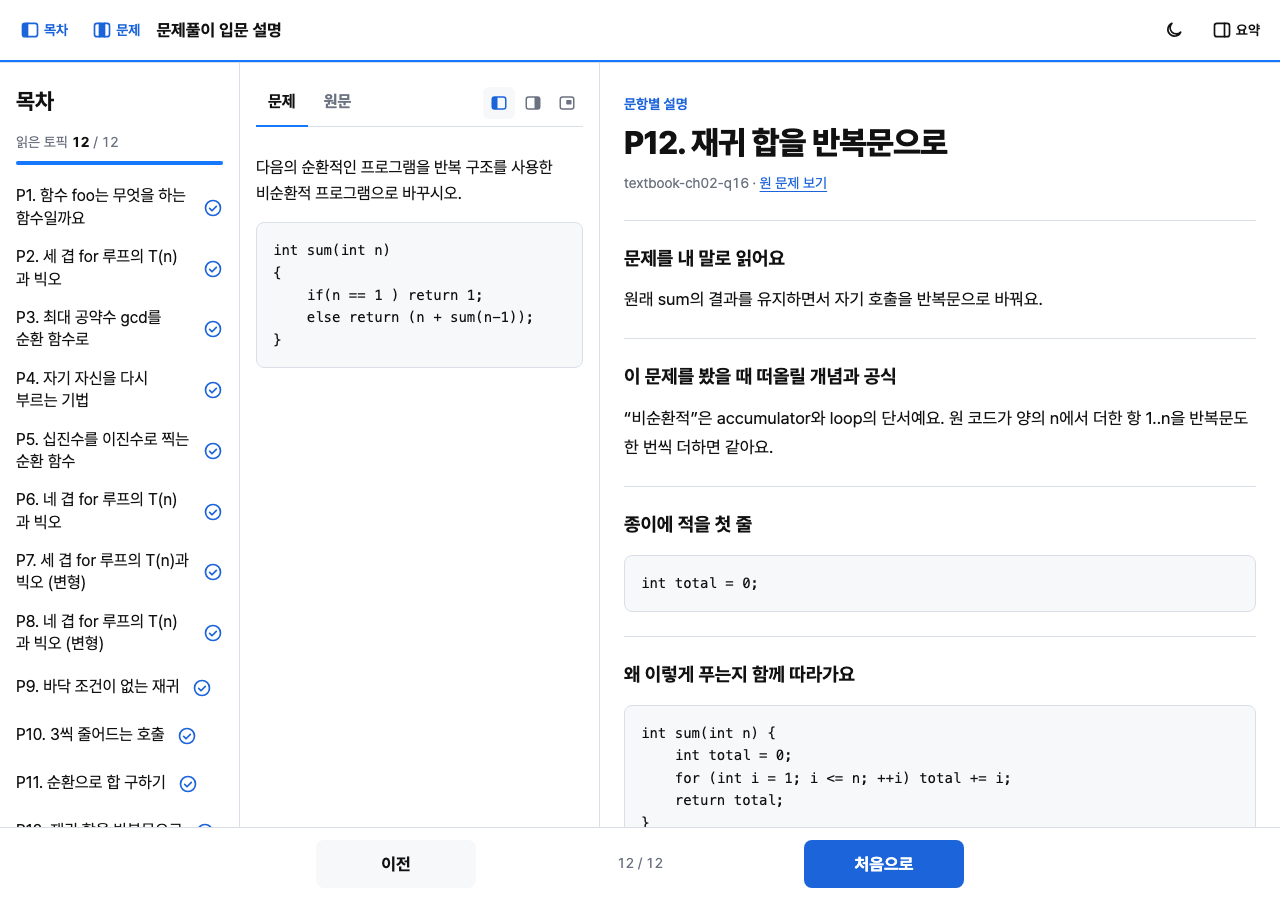 목차
문제
문제풀이 입문 설명
요약
목차
읽은 토픽 12 / 12
P1. 함수 foo는 무엇을 하는
함수일까요
P2. 세 겹 for 루프의 T(n)
과 빅오
P3. 최대 공약수 gcd를
순환 함수로
P4. 자기 자신을 다시
부르는 기법
P5. 십진수를 이진수로 찍는
순환 함수
P6. 네 겹 for 루프의 T(n)
과 빅오
P7. 세 겹 for 루프의 T(n)과
빅오 (변형)
P8. 네 겹 for 루프의 T(n)
과 빅오 (변형)
P9. 바닥 조건이 없는 재귀
P10. 3씩 줄어드는 호출
P11. 순환으로 합 구하기
P12. 재귀 합을 반복문으로
문제
원문
다음의 순환적인 프로그램을 반복 구조를 사용한
비순환적 프로그램으로 바꾸시오.
int sum(int n)
{
    if(n == 1 ) return 1;
    else return (n + sum(n-1));
}
문항별 설명
P12. 재귀 합을 반복문으로
textbook-ch02-q16 · 원 문제 보기
문제를 내 말로 읽어요
원래 sum의 결과를 유지하면서 자기 호출을 반복문으로 바꿔요.
이 문제를 봤을 때 떠올릴 개념과 공식
“비순환적”은 accumulator와 loop의 단서예요. 원 코드가 양의 n에서 더한 항 1..n을 반복문도
한 번씩 더하면 같아요.
종이에 적을 첫 줄
int total = 0;
왜 이렇게 푸는지 함께 따라가요
int sum(int n) {
    int total = 0;
    for (int i = 1; i <= n; ++i) total += i;
    return total;
}
이전
12 / 12
처음으로